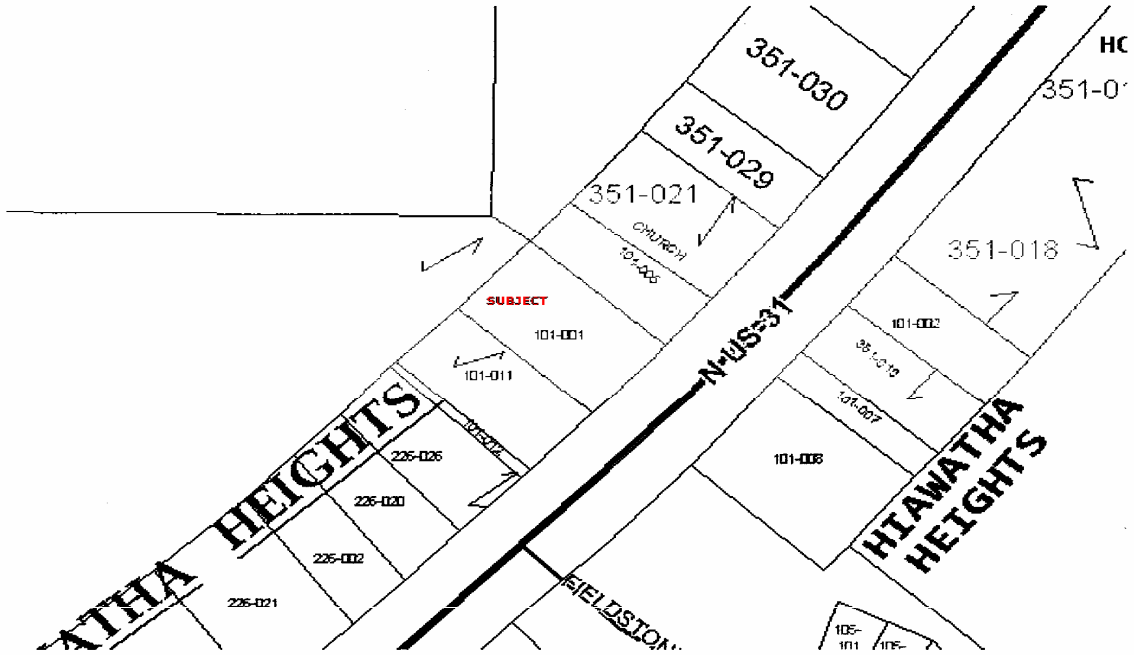 351-030
HO
351-01
351-029
351-021
CHURCH
101-005
351-018
SUBJECT
101-001
N-US-31
101-002
351-010
101-011
101-007
HEIGHTS
101-012
226-026
101-008
HIAWATHA
HEIGHTS
226-020
226-002
ATHA
226-021
FIELDSTON
105-
101
105-